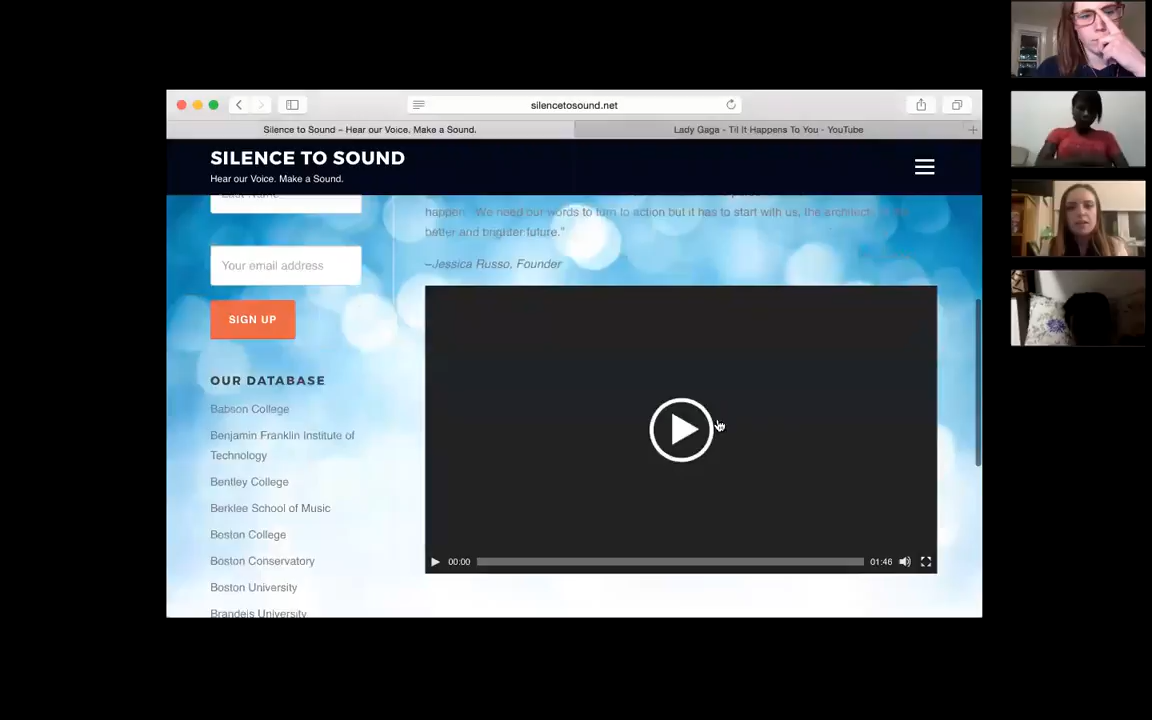 silencetosound.net
Silence to Sound – Hear our Voice. Make a Sound.
Lady Gaga - Til It Happens To You - YouTube
SILENCE TO SOUND
Hear our Voice. Make a Sound.
Last Name
happen. We need our words to turn to action but it has to start with us, the architects
better and brighter future."
–Jessica Russo, Founder
Your email address
SIGN UP
OUR DATABASE
Babson College
Benjamin Franklin Institute of
Technology
Bentley College
Berklee School of Music
Boston College
Boston Conservatory
Boston University
Brandeis University
00:00
01:46